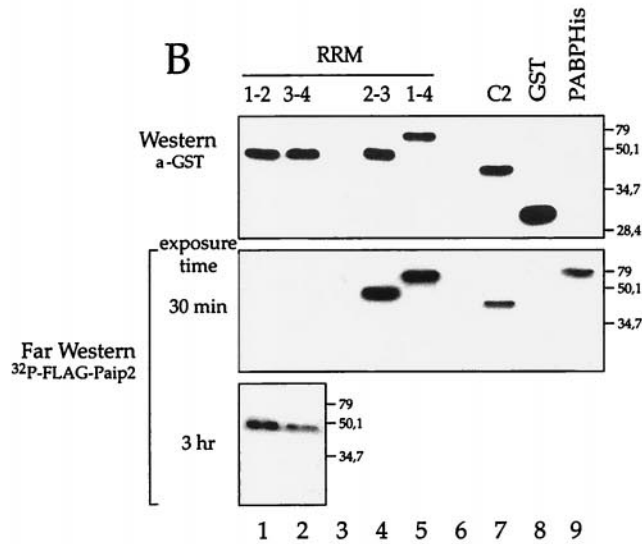 B
RRM
1-2 3-4 2-3 1-4 C2 GST PABPHis
Western
a-GST
79
50,1
34,7
28,4
exposure
time
30 min
79
50,1
34,7
Far Western
32P-FLAG-Paip2
3 hr
79
50,1
34,7
1 2 3 4 5 6 7 8 9